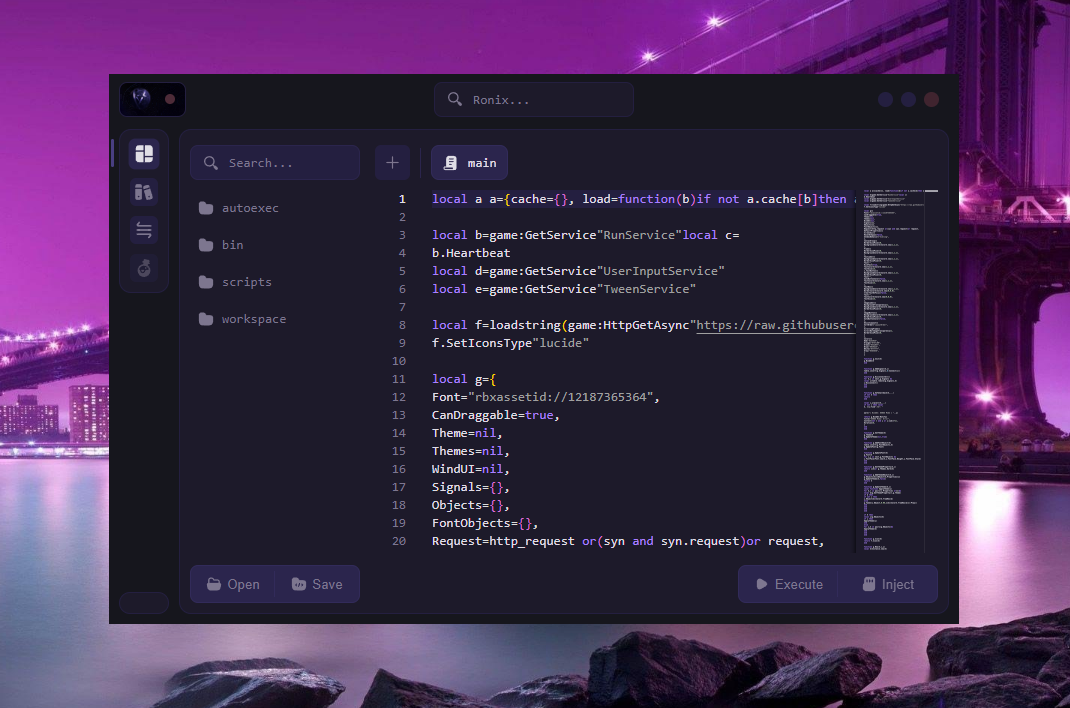 Ronix...
Search...
main
autoexec
bin
scripts
workspace
1 local a a={cache={}, load=function(b)if not a.cache[b]then
2
3 local b=game:GetService"RunService"local c=
4 b.Heartbeat
5 local d=game:GetService"UserInputService"
6 local e=game:GetService"TweenService"
7
8 local f=loadstring(game:HttpGetAsync"https://raw.githubuser
9 f.SetIconsType"lucide"
10
11 local g={
12 Font="rbxassetid://12187365364",
13 CanDraggable=true,
14 Theme=nil,
15 Themes=nil,
16 WindUI=nil,
17 Signals={},
18 Objects={},
19 FontObjects={},
20 Request=http_request or(syn and syn.request)or request,
Open
Save
Execute
Inject